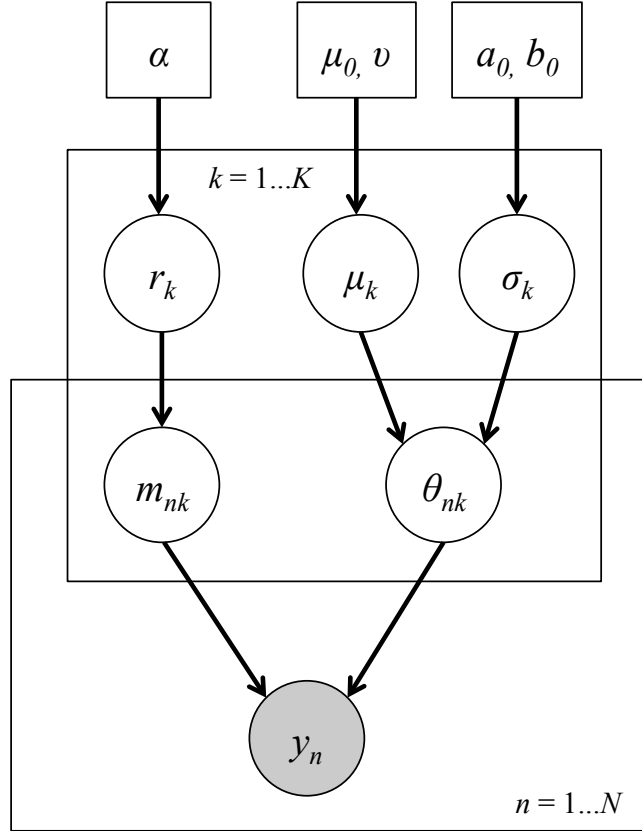 α
μ₀, υ
a₀, b₀
k = 1...K
rₖ
μₖ
σₖ
mₙₖ
θₙₖ
yₙ
n = 1...N